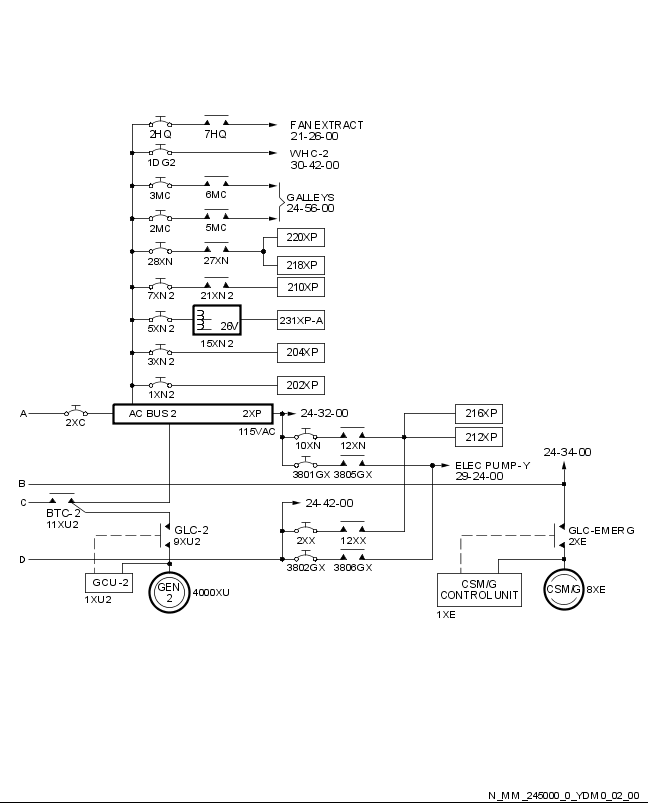 2HQ 7HQ FAN EXTRACT
21-26-00
1DG2 WHC-2
30-42-00
3MC 6MC GALLEYS
24-56-00
2MC 5MC
220XP
28XN 27XN
218XP
7XN2 21XN2 210XP
5XN2 26V 231XP-A
15XN2
3XN2 204XP
1XN2 202XP
A 2XC AC BUS 2 2XP 24-32-00 216XP
115VAC
10XN 12XN 212XP
3801GX 3805GX ELEC PUMP-Y
29-24-00
24-34-00
B
C BTC-2
11XU2
24-42-00
GLC-2
9XU2
2XX 12XX
GLC-EMERG
2XE
D 3802GX 3806GX
GCU-2
1XU2
GEN
2
4000XU
CSM/G
CONTROL UNIT
1XE
CSM/G 8XE
N_MM_245000_0_YDM0_02_00